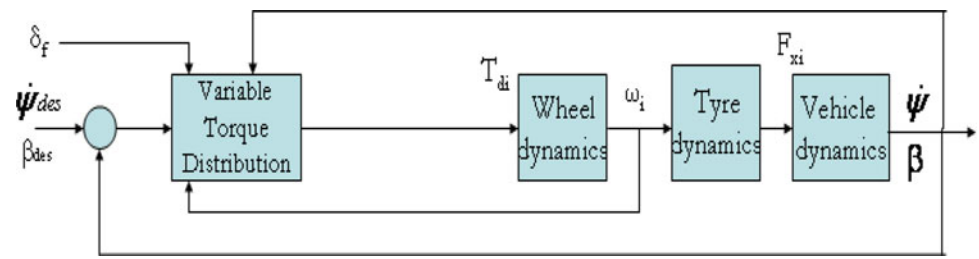 δf
ψ̇des
βdes
Variable
Torque
Distribution
Tdi
Wheel
dynamics
ωi
Tyre
dynamics
Fxi
Vehicle
dynamics
ψ̇
β